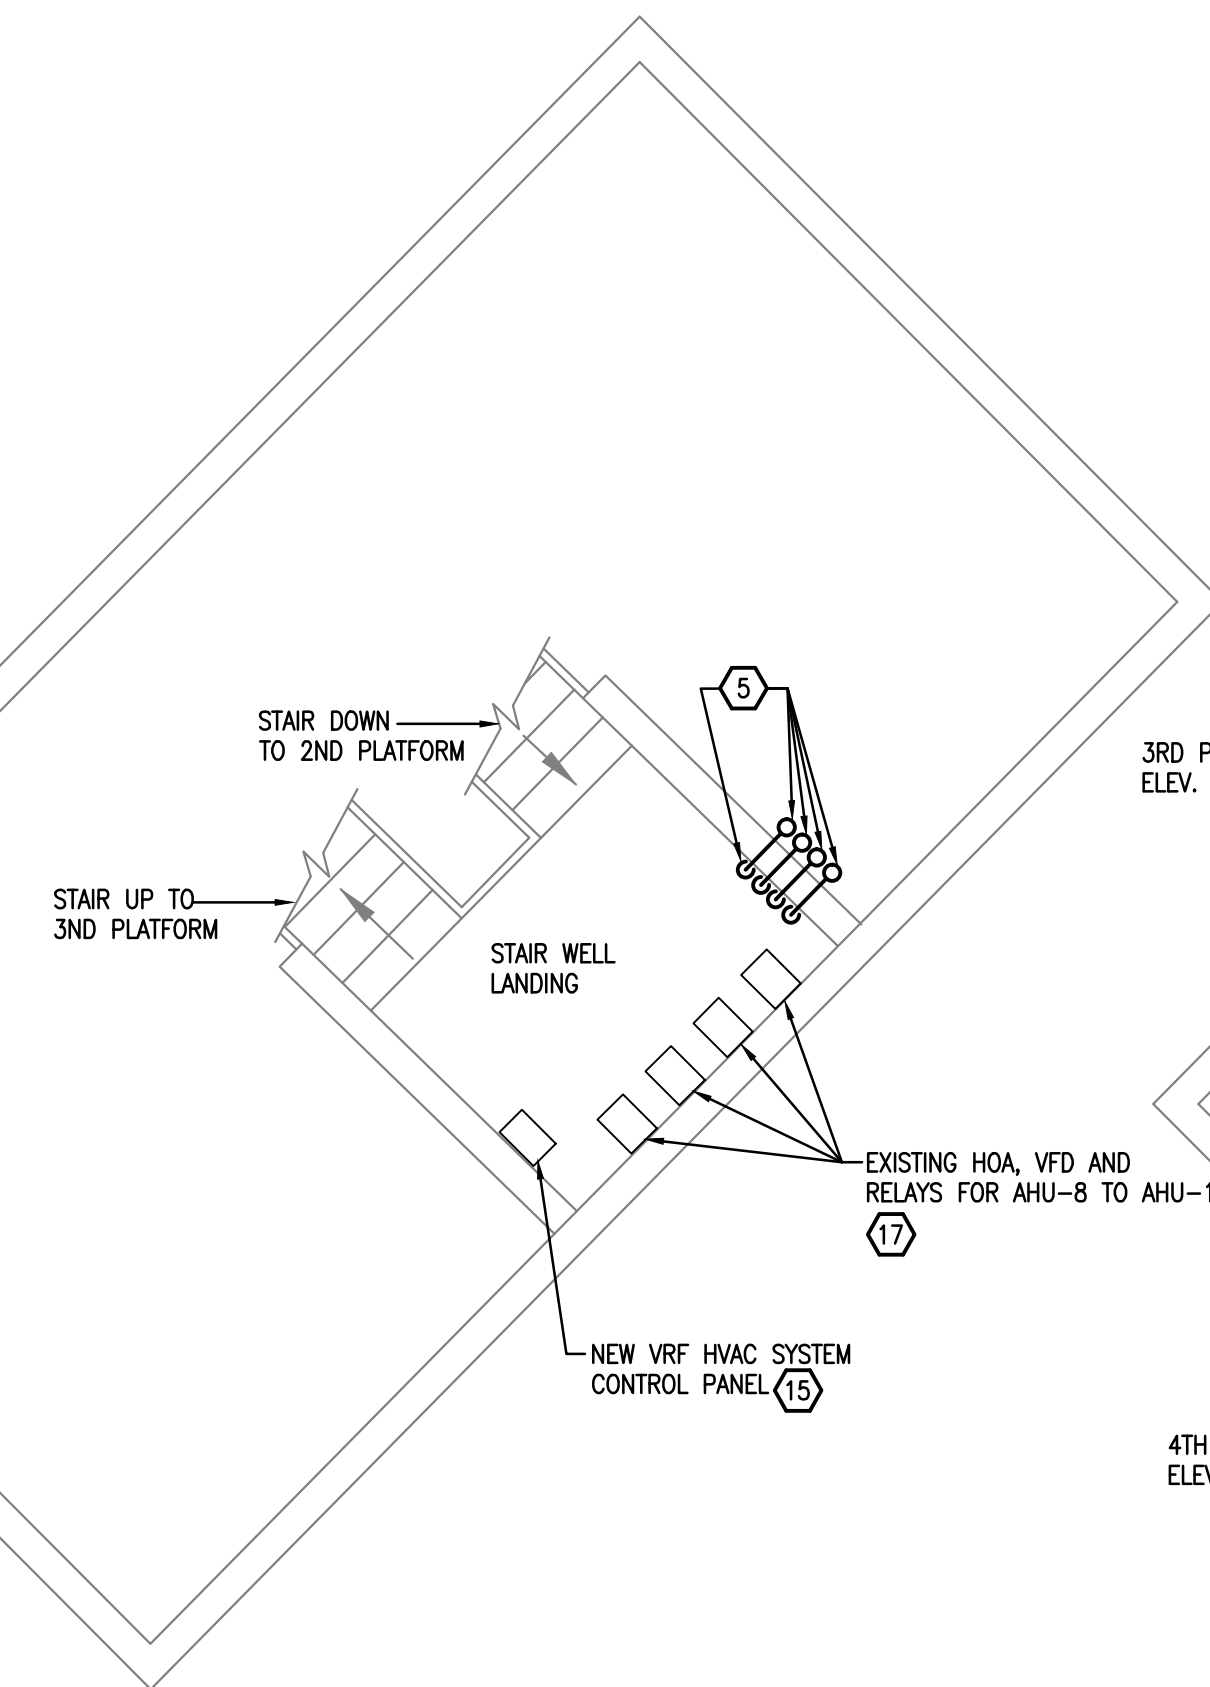 5
STAIR DOWN
TO 2ND PLATFORM
3RD P
ELEV.
STAIR UP TO
3ND PLATFORM
STAIR WELL
LANDING
EXISTING HOA, VFD AND
RELAYS FOR AHU-8 TO AHU-1
17
NEW VRF HVAC SYSTEM
CONTROL PANEL 15
4TH
ELEV